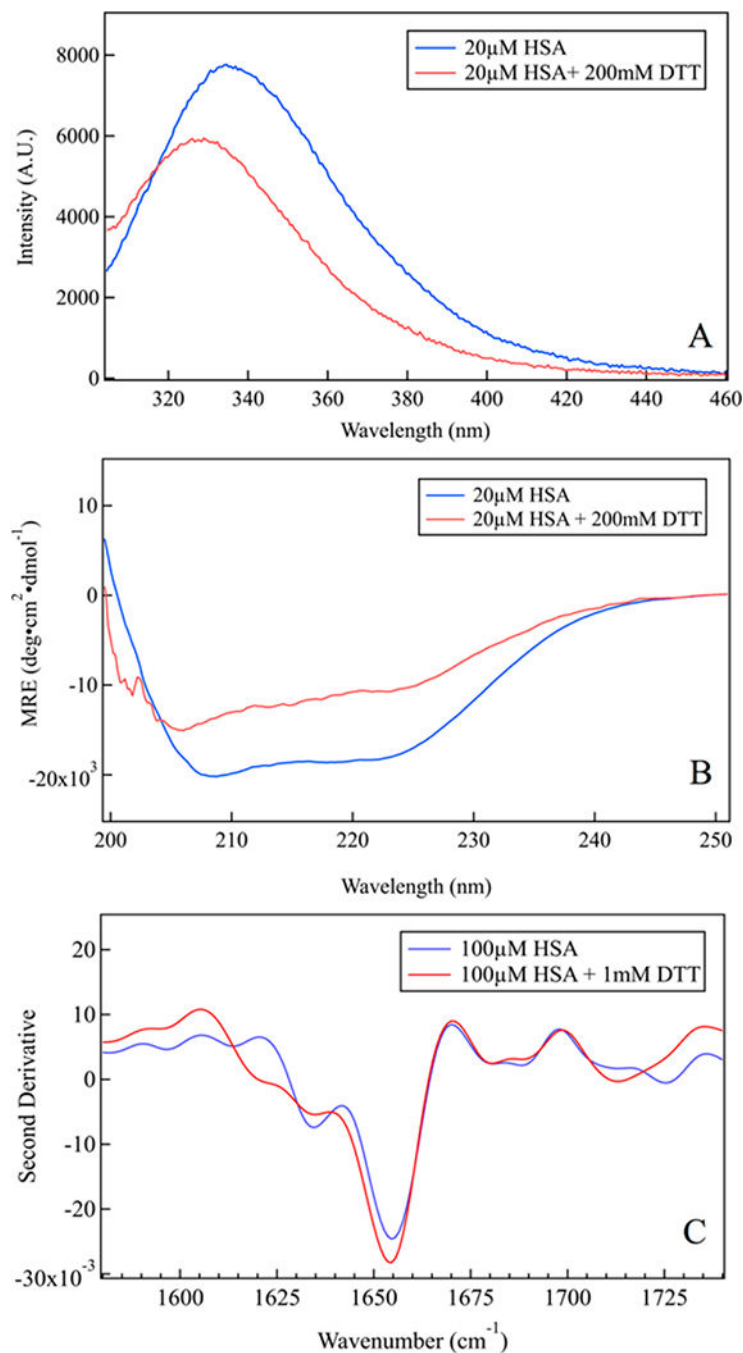 8000
6000
4000
2000
0
Intensity (A.U.)
20µM HSA
20µM HSA+ 200mM DTT
A
320 340 360 380 400 420 440 460
Wavelength (nm)
10
0
-10
-20x10³
MRE (deg•cm²•dmol⁻¹)
20µM HSA
20µM HSA + 200mM DTT
B
200 210 220 230 240 250
Wavelength (nm)
20
10
0
-10
-20
-30x10⁻³
Second Derivative
100µM HSA
100µM HSA + 1mM DTT
C
1600 1625 1650 1675 1700 1725
Wavenumber (cm⁻¹)